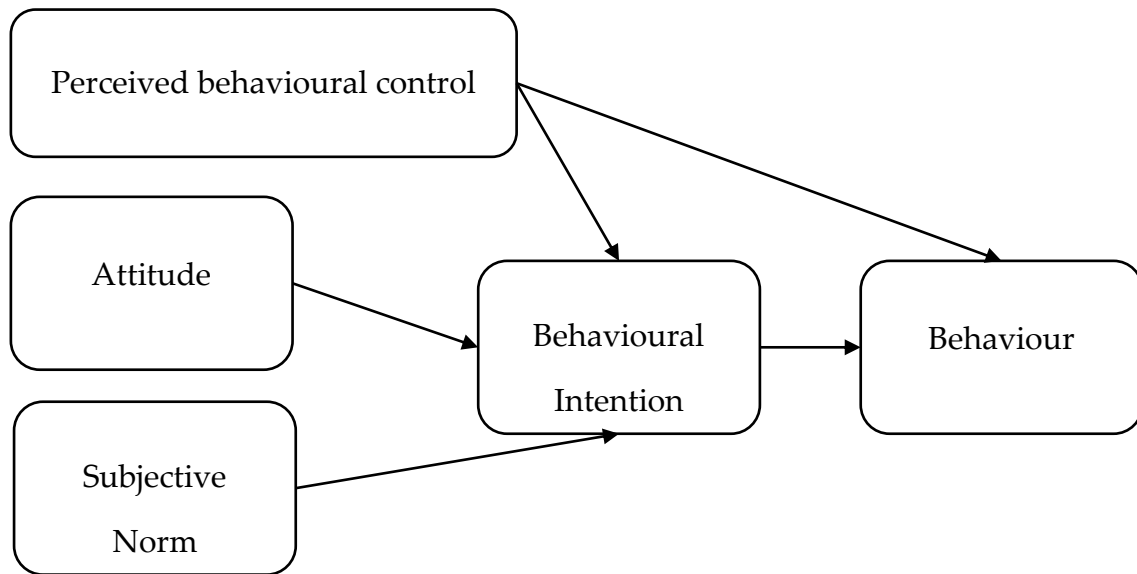 Perceived behavioural control
Attitude
Behavioural
Intention
Behaviour
Subjective
Norm